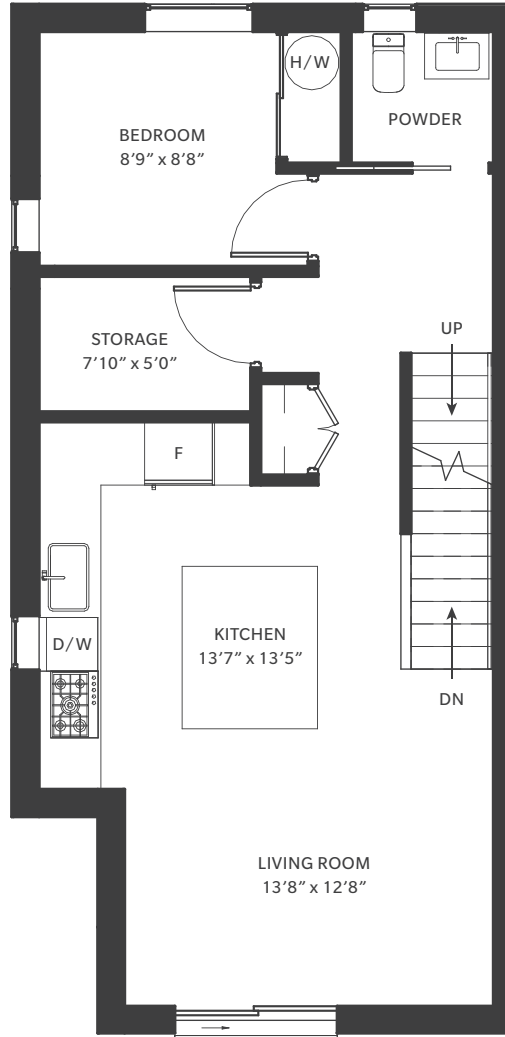 H/W
BEDROOM
8’9” x 8’8”
POWDER
STORAGE
7’10” x 5’0”
UP
F
D/W
KITCHEN
13’7” x 13’5”
DN
LIVING ROOM
13’8” x 12’8”